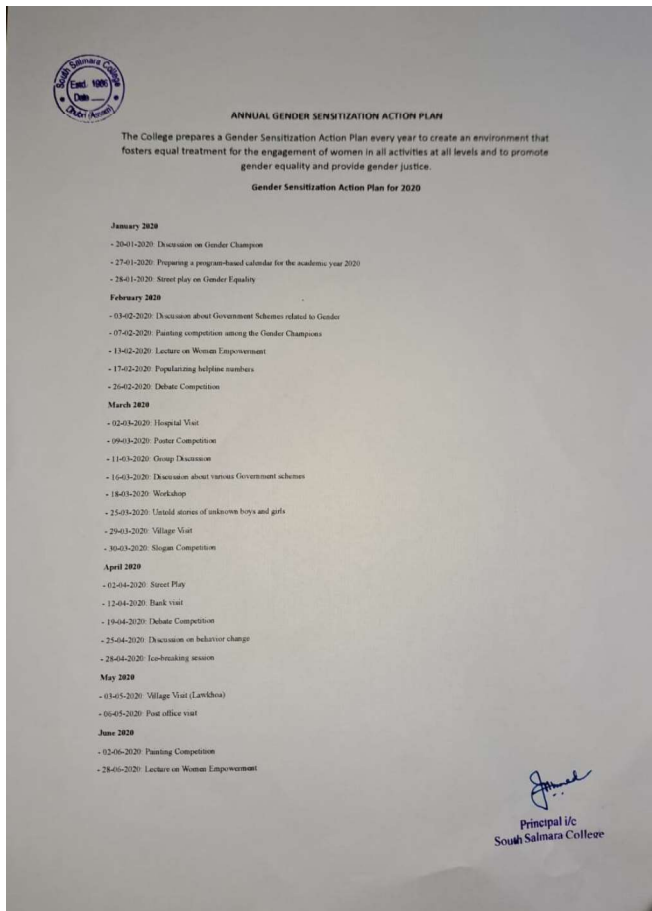 South Salmara College
Estd. 1986
Date
Dhubri (Assam)
ANNUAL GENDER SENSITIZATION ACTION PLAN
The College prepares a Gender Sensitization Action Plan every year to create an environment that
fosters equal treatment for the engagement of women in all activities at all levels and to promote
gender equality and provide gender justice.
Gender Sensitization Action Plan for 2020
January 2020
- 20-01-2020: Discussion on Gender Champion
- 27-01-2020: Preparing a program-based calendar for the academic year 2020
- 28-01-2020: Street play on Gender Equality
February 2020
- 03-02-2020: Discussion about Government Schemes related to Gender
- 07-02-2020: Painting competition among the Gender Champions
- 13-02-2020: Lecture on Women Empowerment
- 17-02-2020: Popularizing helpline numbers
- 26-02-2020: Debate Competition
March 2020
- 02-03-2020: Hospital Visit
- 09-03-2020: Poster Competition
- 11-03-2020: Group Discussion
- 16-03-2020: Discussion about various Government schemes
- 18-03-2020: Workshop
- 25-03-2020: Untold stories of unknown boys and girls
- 29-03-2020: Village Visit
- 30-03-2020: Slogan Competition
April 2020
- 02-04-2020: Street Play
- 12-04-2020: Bank visit
- 19-04-2020: Debate Competition
- 25-04-2020: Discussion on behavior change
- 28-04-2020: Ice-breaking session
May 2020
- 03-05-2020: Village Visit (Lawkhoa)
- 06-05-2020: Post office visit
June 2020
- 02-06-2020: Painting Competition
- 28-06-2020: Lecture on Women Empowerment
Principal i/c
South Salmara College